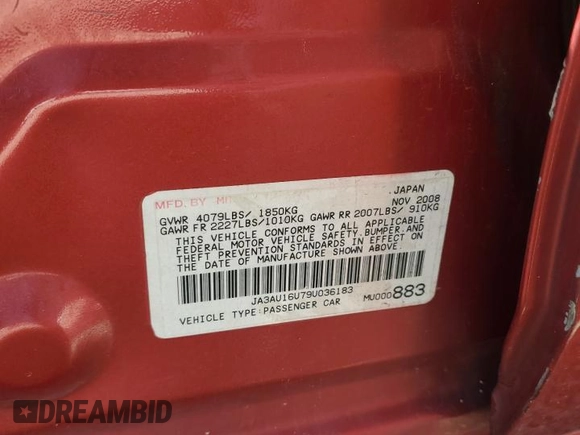 MFD. BY JAPAN
NOV 2008
GVWR 4079LBS/ 1850KG
GAWR FR 2227LBS/1010KG GAWR RR 2007LBS/ 910KG
THIS VEHICLE CONFORMS TO ALL APPLICABLE
FEDERAL MOTOR VEHICLE SAFETY, BUMPER, AND
THEFT PREVENTION STANDARDS IN EFFECT ON
THE DATE OF MANUFACTURE SHOWN ABOVE.
JA3AU16U79U036183
MU000883
VEHICLE TYPE:PASSENGER CAR
DREAMBID